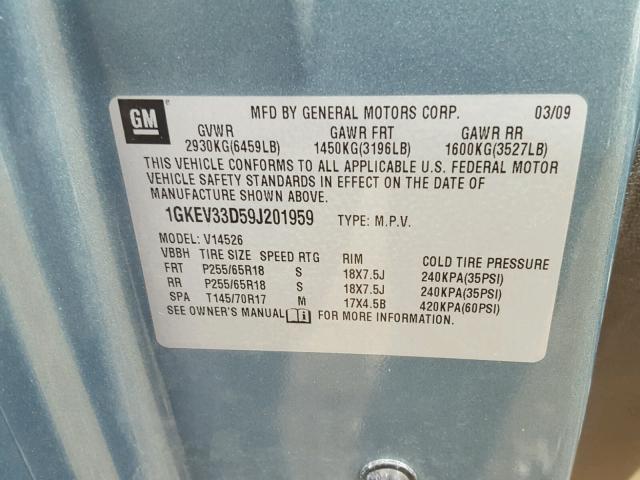 GM
MFD BY GENERAL MOTORS CORP. 03/09
GVWR GAWR FRT GAWR RR
2930KG(6459LB) 1450KG(3196LB) 1600KG(3527LB)
THIS VEHICLE CONFORMS TO ALL APPLICABLE U.S. FEDERAL MOTOR
VEHICLE SAFETY STANDARDS IN EFFECT ON THE DATE OF
MANUFACTURE SHOWN ABOVE.
1GKEV33D59J201959 TYPE: M.P.V.
MODEL: V14526
VBBH TIRE SIZE SPEED RTG RIM COLD TIRE PRESSURE
FRT P255/65R18 S 18X7.5J 240KPA(35PSI)
RR P255/65R18 S 18X7.5J 240KPA(35PSI)
SPA T145/70R17 M 17X4.5B 420KPA(60PSI)
SEE OWNER'S MANUAL FOR MORE INFORMATION.